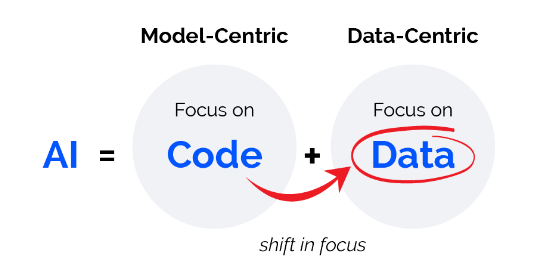 Model-Centric Data-Centric
Focus on Focus on
AI = Code + Data
shift in focus